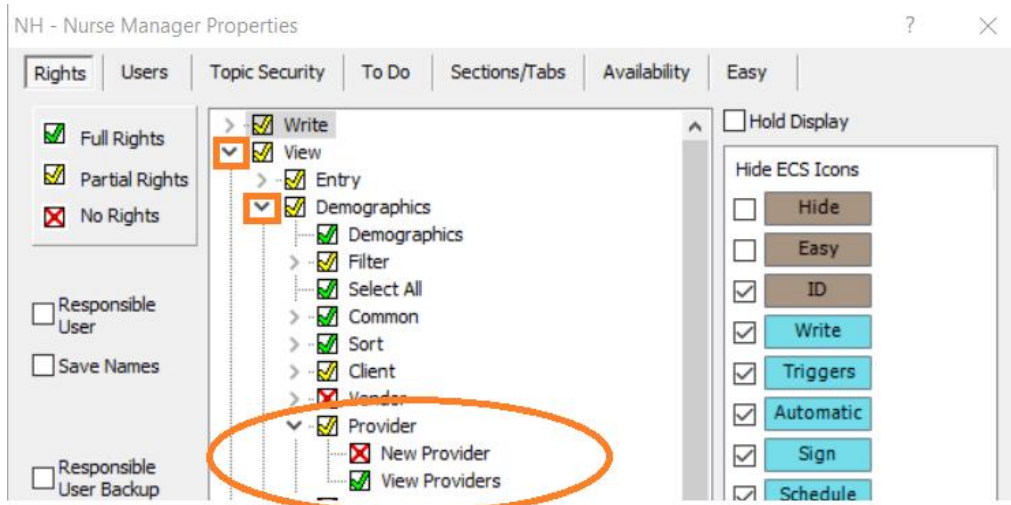 NH - Nurse Manager Properties ?
Rights Users Topic Security To Do Sections/Tabs Availability Easy
Full Rights
Partial Rights
No Rights
Responsible
User
Save Names
Responsible
User Backup
Write
View
Entry
Demographics
Demographics
Filter
Select All
Common
Sort
Client
Vendor
Provider
New Provider
View Providers
Hold Display
Hide ECS Icons
Hide
Easy
ID
Write
Triggers
Automatic
Sign
Schedule